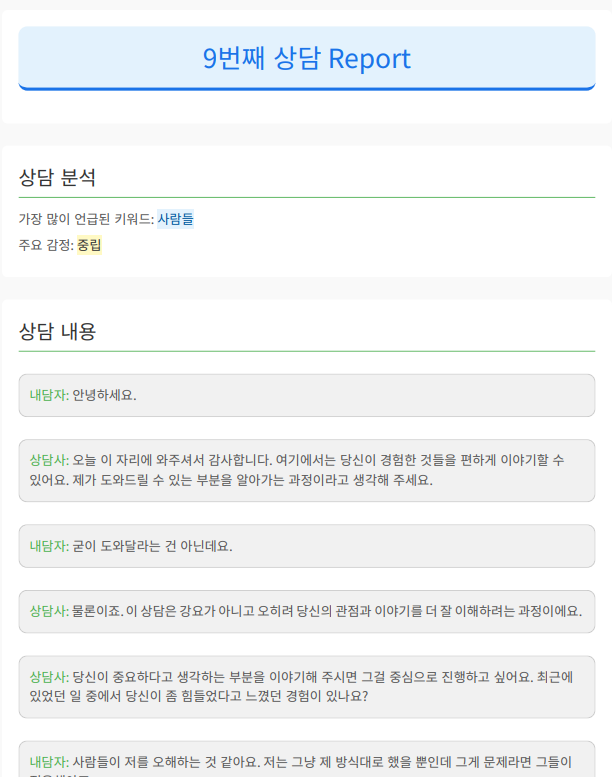 9번째 상담 Report
상담 분석
가장 많이 언급된 키워드: 사람들
주요 감정: 중립
상담 내용
내담자: 안녕하세요.
상담사: 오늘 이 자리에 와주셔서 감사합니다. 여기에서는 당신이 경험한 것들을 편하게 이야기할 수
있어요. 제가 도와드릴 수 있는 부분을 알아가는 과정이라고 생각해 주세요.
내담자: 굳이 도와달라는 건 아닌데요.
상담사: 물론이죠. 이 상담은 강요가 아니고 오히려 당신의 관점과 이야기를 더 잘 이해하려는 과정이에요.
상담사: 당신이 중요하다고 생각하는 부분을 이야기해 주시면 그걸 중심으로 진행하고 싶어요. 최근에
있었던 일 중에서 당신이 좀 힘들었다고 느꼈던 경험이 있나요?
내담자: 사람들이 저를 오해하는 것 같아요. 저는 그냥 제 방식대로 했을 뿐인데 그게 문제라면 그들이